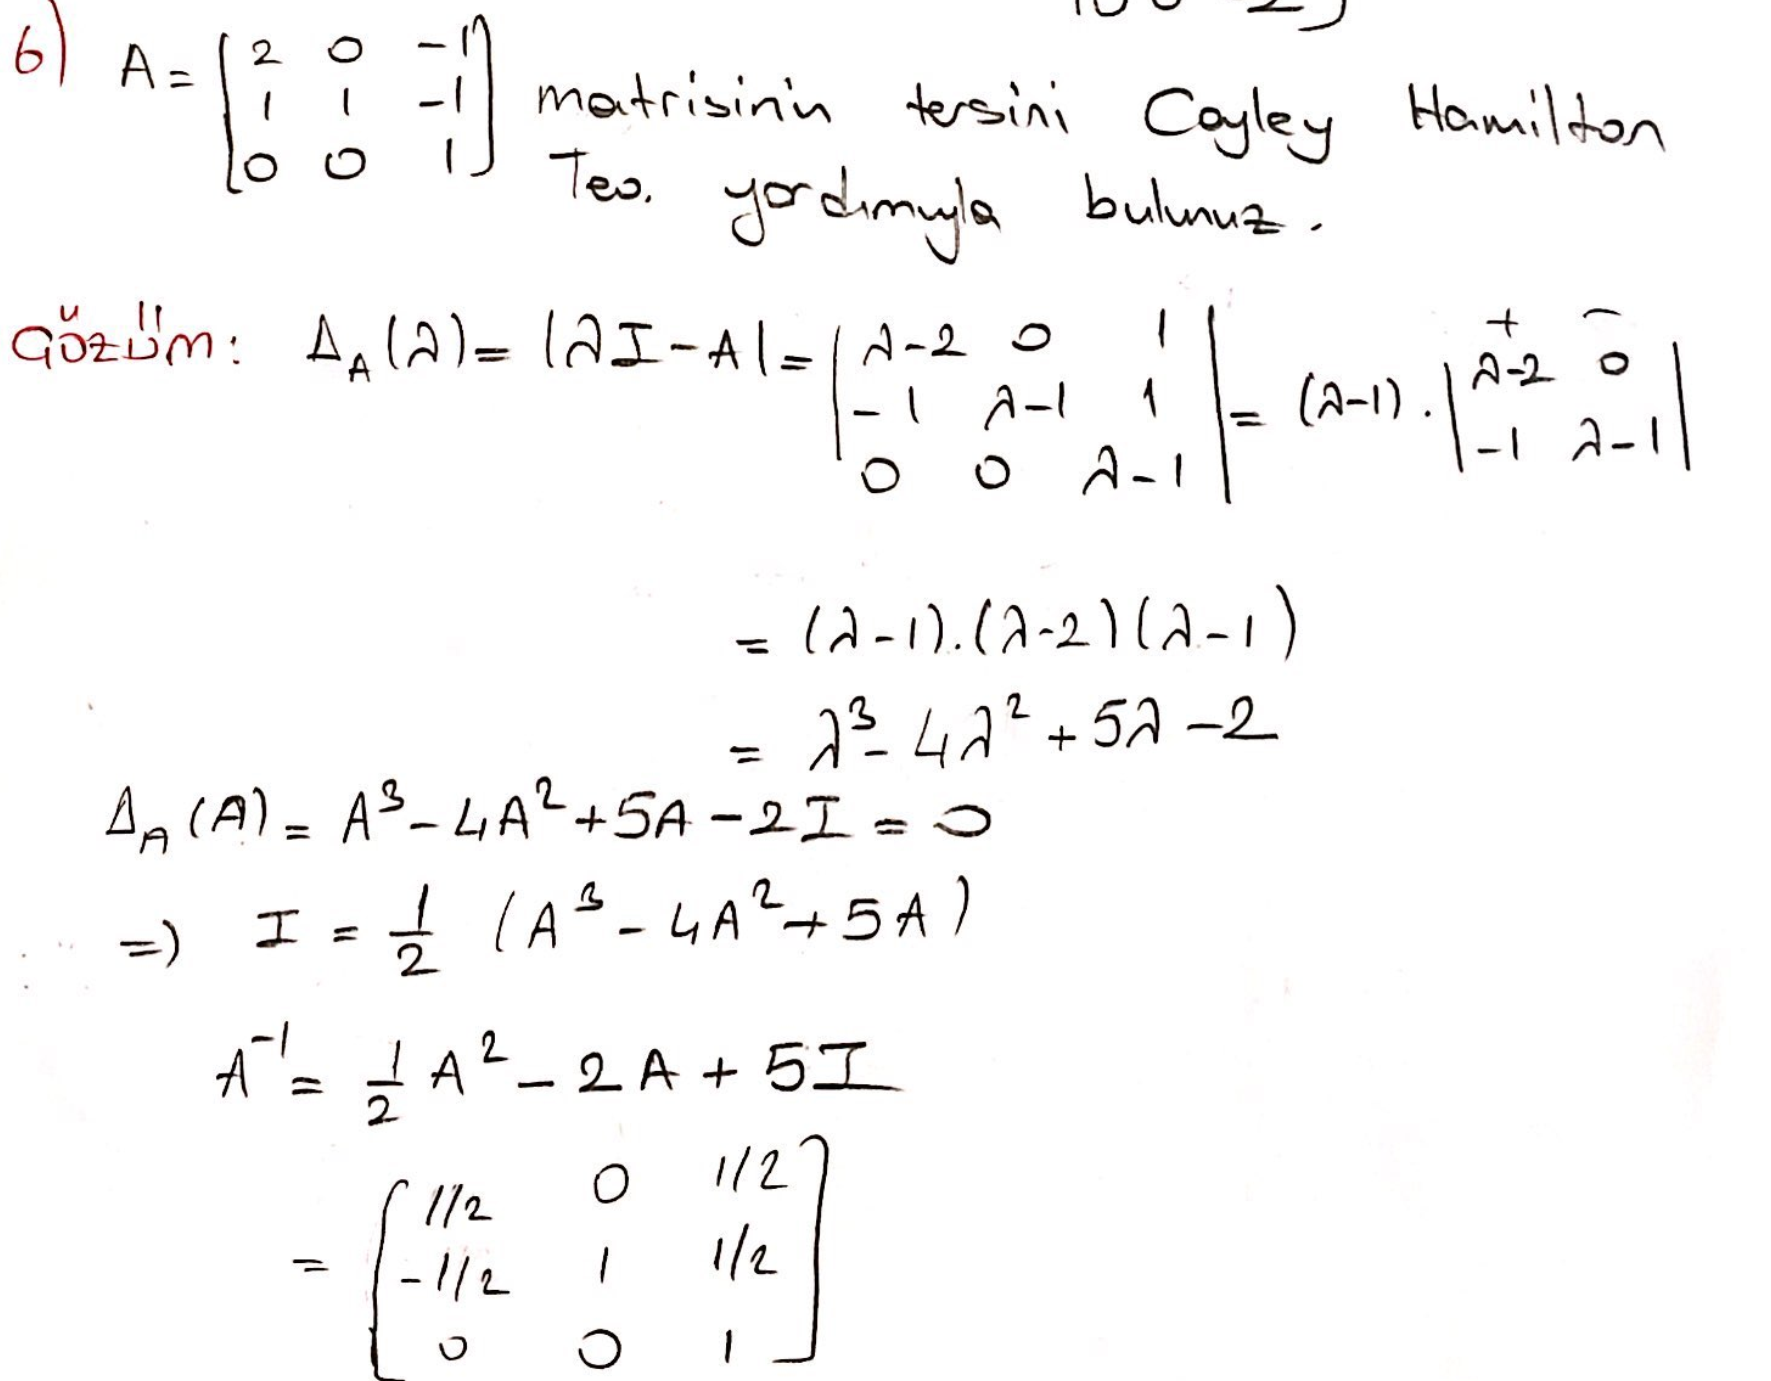 6) A = [2 0 -1; 1 1 -1; 0 0 1] matrisinin tersini Cayley Hamilton
Teo. yardımıyla bulunuz.
Çözüm: Δ_A(λ) = |λI-A| = |λ-2 0 1; -1 λ-1 1; 0 0 λ-1| = (λ-1).|λ-2 0; -1 λ-1|
+ -
= (λ-1).(λ-2)(λ-1)
= λ³ - 4λ² + 5λ - 2
Δ_A(A) = A³ - 4A² + 5A - 2I = 0
=) I = 1/2 (A³ - 4A² + 5A)
A⁻¹ = 1/2 A² - 2A + 5I
= [1/2 0 1/2; -1/2 1 1/2; 0 0 1]